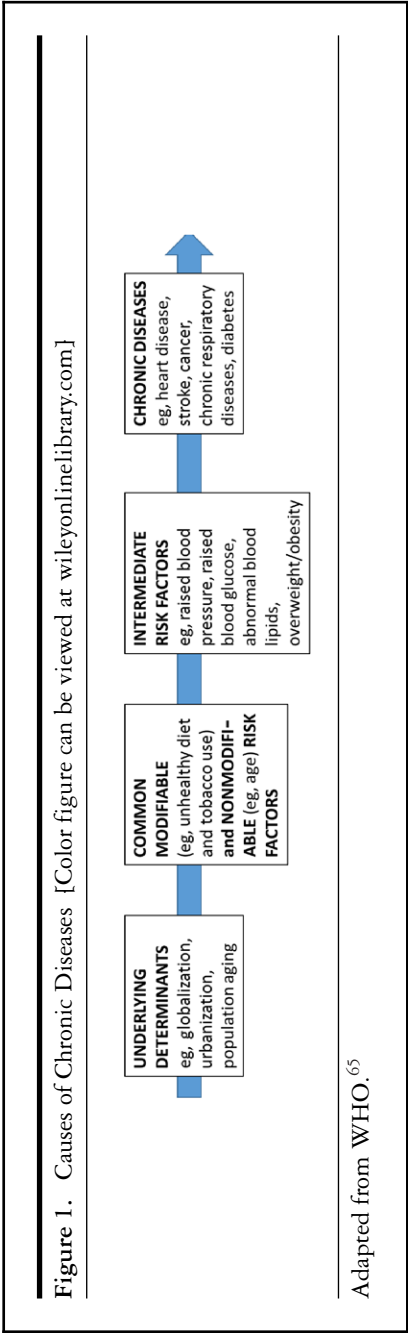 Figure 1. Causes of Chronic Diseases [Color figure can be viewed at wileyonlinelibrary.com]
UNDERLYING
DETERMINANTS
eg, globalization,
urbanization,
population aging
COMMON
MODIFIABLE
(eg, unhealthy diet
and tobacco use)
and NONMODIFI-
ABLE (eg, age) RISK
FACTORS
INTERMEDIATE
RISK FACTORS
eg, raised blood
pressure, raised
blood glucose,
abnormal blood
lipids,
overweight/obesity
CHRONIC DISEASES
eg, heart disease,
stroke, cancer,
chronic respiratory
diseases, diabetes
Adapted from WHO.65